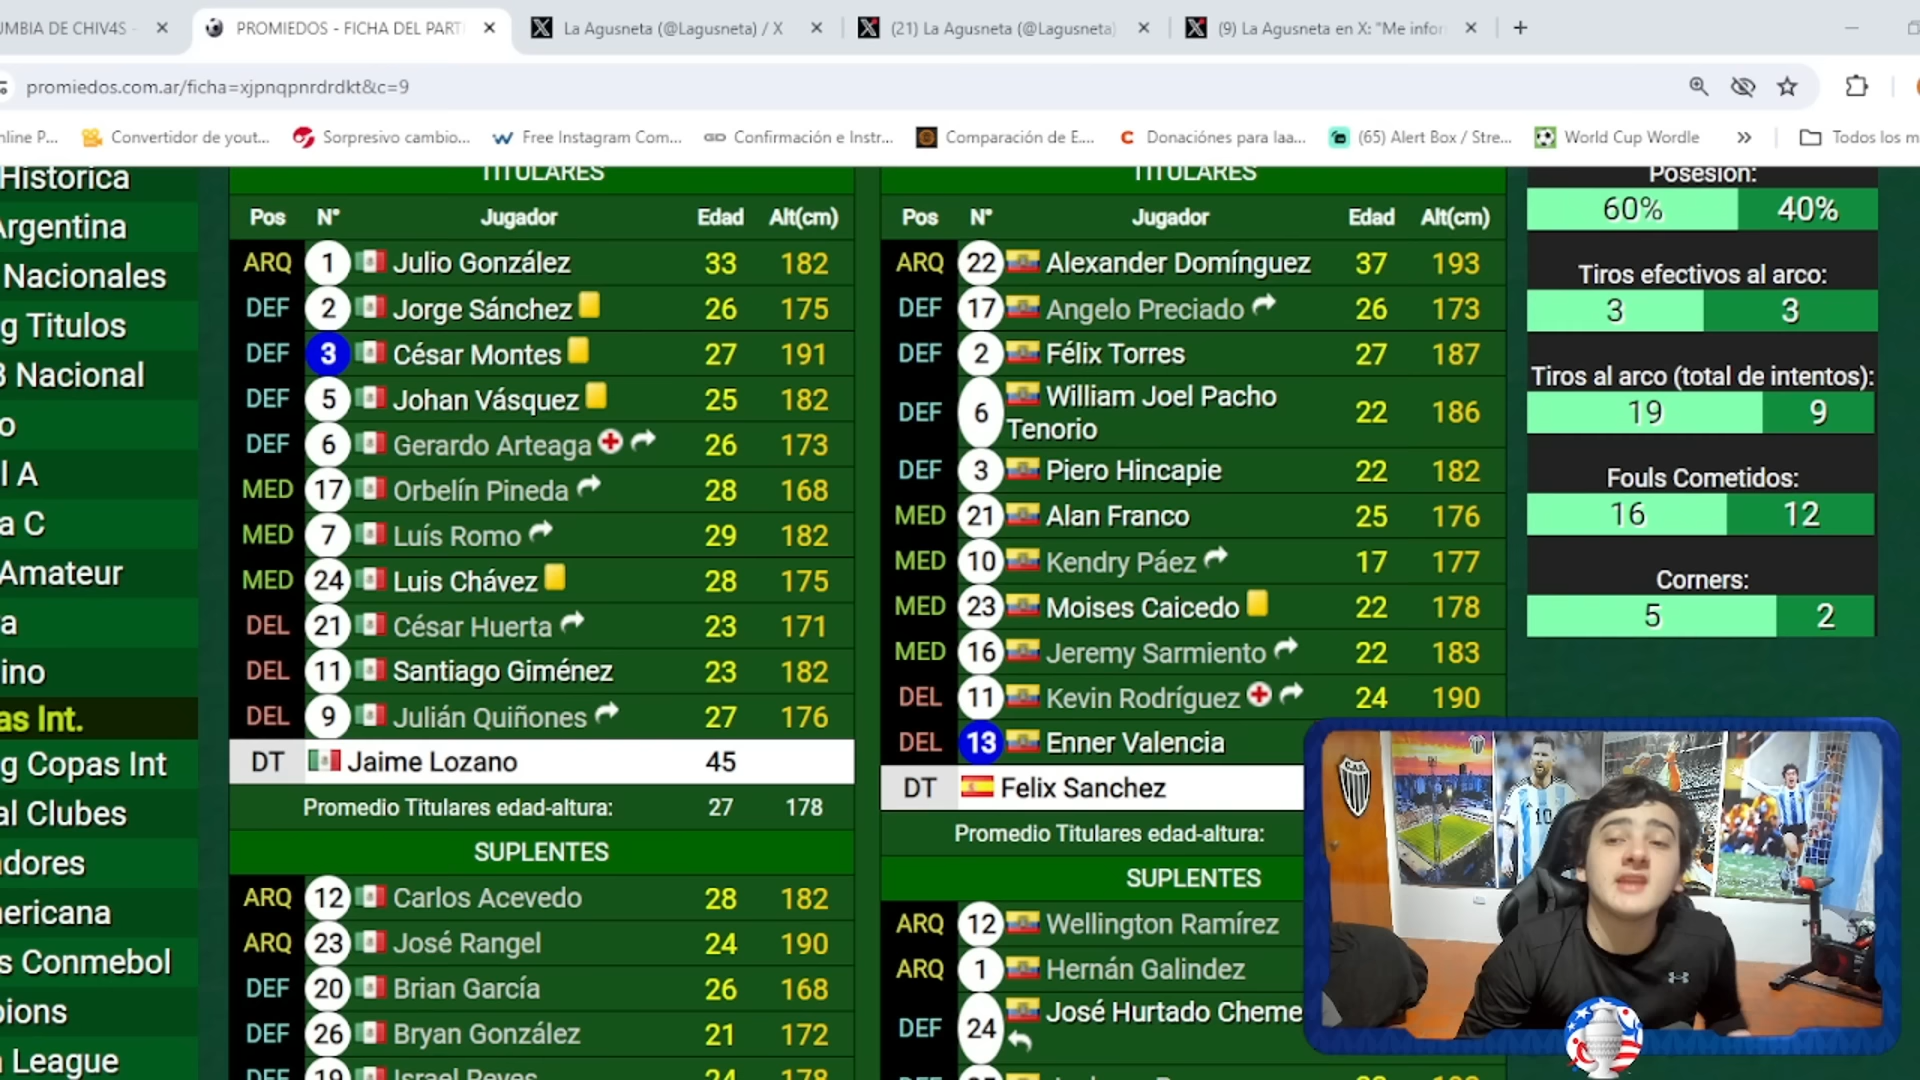 UMBIA DE CHIV4S -
PROMIEDOS - FICHA DEL PART
La Agusneta (@Lagusneta) / X
(21) La Agusneta (@Lagusneta)
(9) La Agusneta en X: "Me infor
promiedos.com.ar/ficha=xjpnqpnrdrdkt&c=9
nline P...
Convertidor de yout...
Sorpresivo cambio...
Free Instagram Com...
Confirmación e Instr...
Comparación de E....
Donaciónes para Iaa...
(65) Alert Box / Stre...
World Cup Wordle
»
Todos los m
Historica
Argentina
Nacionales
g Titulos
B Nacional
o
l A
a C
Amateur
a
ino
as Int.
g Copas Int
al Clubes
adores
ericana
s Conmebol
pions
League
TITULARES
Pos N° Jugador Edad Alt(cm)
ARQ 1 Julio González 33 182
DEF 2 Jorge Sánchez 26 175
DEF 3 César Montes 27 191
DEF 5 Johan Vásquez 25 182
DEF 6 Gerardo Arteaga 26 173
MED 17 Orbelín Pineda 28 168
MED 7 Luís Romo 29 182
MED 24 Luis Chávez 28 175
DEL 21 César Huerta 23 171
DEL 11 Santiago Giménez 23 182
DEL 9 Julián Quiñones 27 176
DT Jaime Lozano 45
Promedio Titulares edad-altura: 27 178
SUPLENTES
ARQ 12 Carlos Acevedo 28 182
ARQ 23 José Rangel 24 190
DEF 20 Brian García 26 168
DEF 26 Bryan González 21 172
DEF 19 Israel Reyes 24 178
TITULARES
Pos N° Jugador Edad Alt(cm)
ARQ 22 Alexander Domínguez 37 193
DEF 17 Angelo Preciado 26 173
DEF 2 Félix Torres 27 187
DEF 6 William Joel Pacho
Tenorio 22 186
DEF 3 Piero Hincapie 22 182
MED 21 Alan Franco 25 176
MED 10 Kendry Páez 17 177
MED 23 Moises Caicedo 22 178
MED 16 Jeremy Sarmiento 22 183
DEL 11 Kevin Rodríguez 24 190
DEL 13 Enner Valencia
DT Felix Sanchez
Promedio Titulares edad-altura:
SUPLENTES
ARQ 12 Wellington Ramírez
ARQ 1 Hernán Galindez
DEF 24 José Hurtado Cheme
Posesion:
60% 40%
Tiros efectivos al arco:
3 3
Tiros al arco (total de intentos):
19 9
Fouls Cometidos:
16 12
Corners:
5 2
10